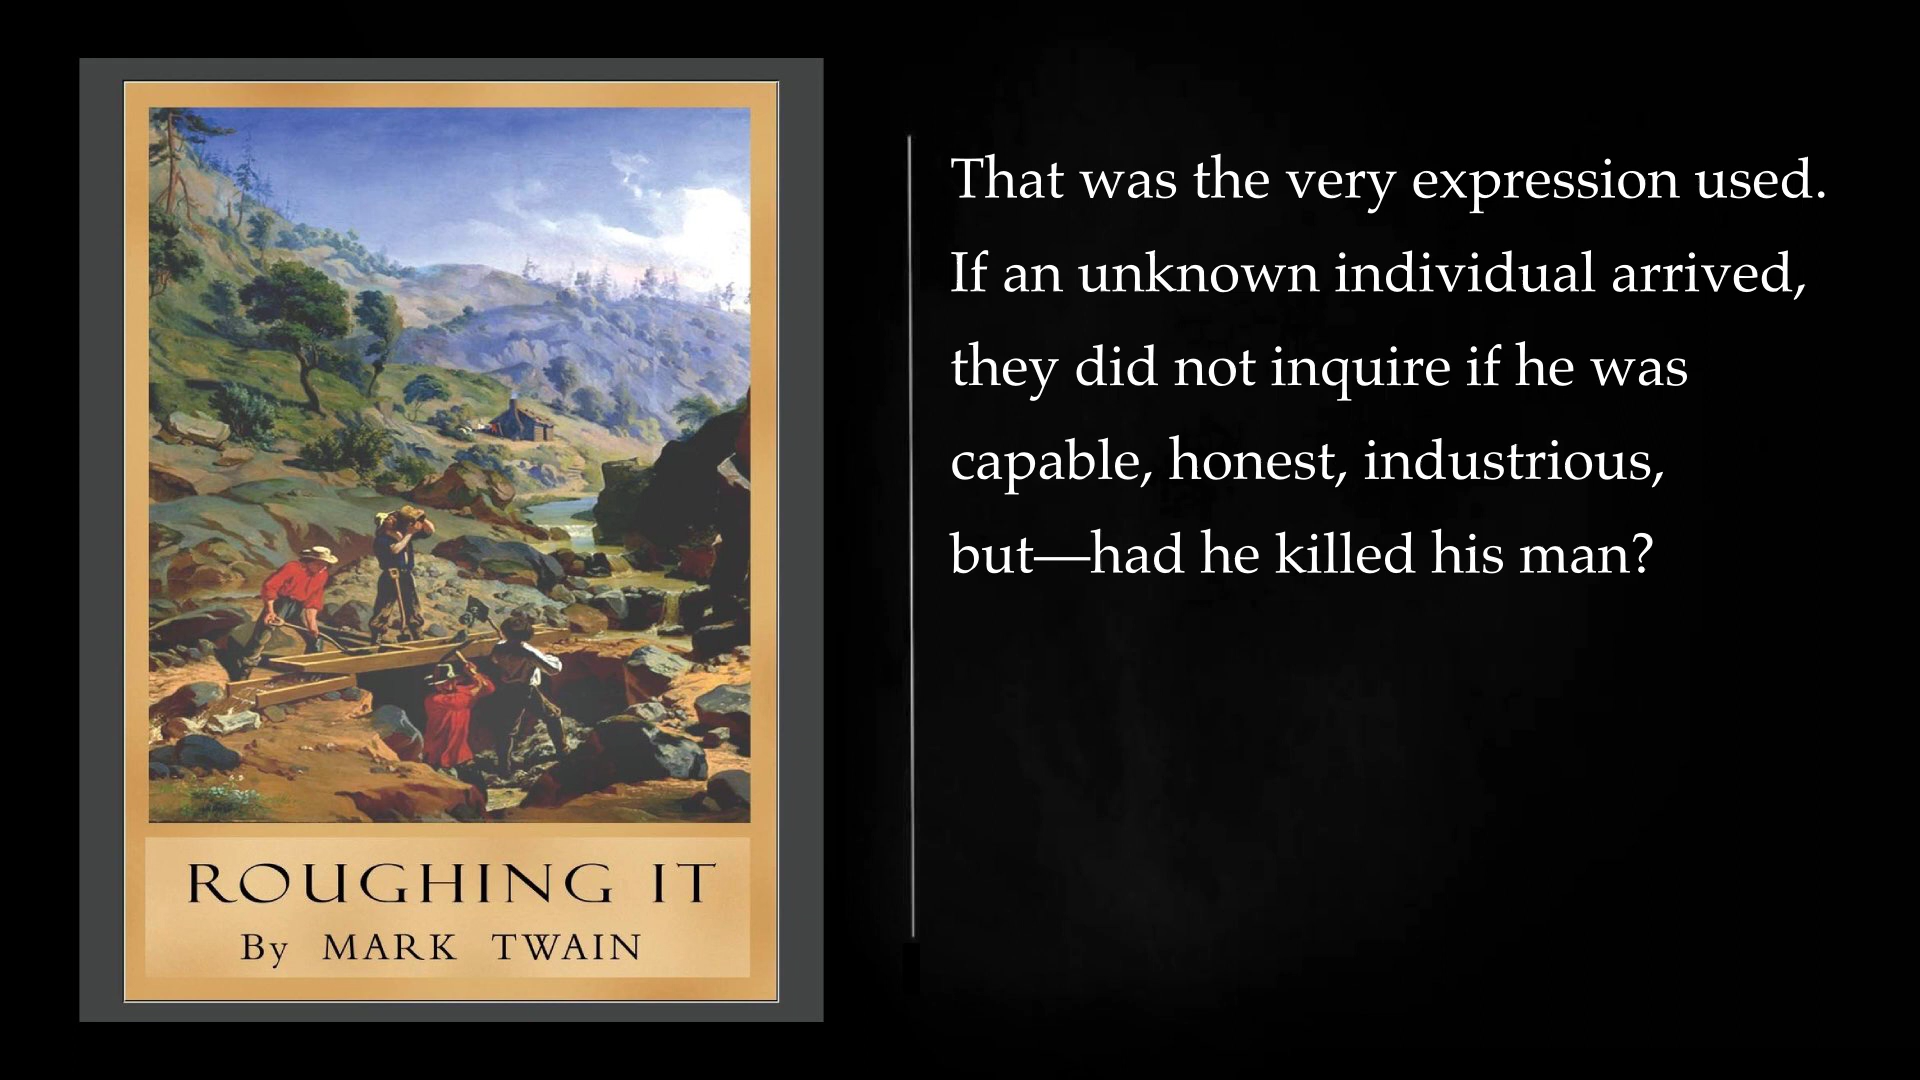 That was the very expression used.
If an unknown individual arrived,
they did not inquire if he was
capable, honest, industrious,
but—had he killed his man?
ROUGHING IT
By MARK TWAIN